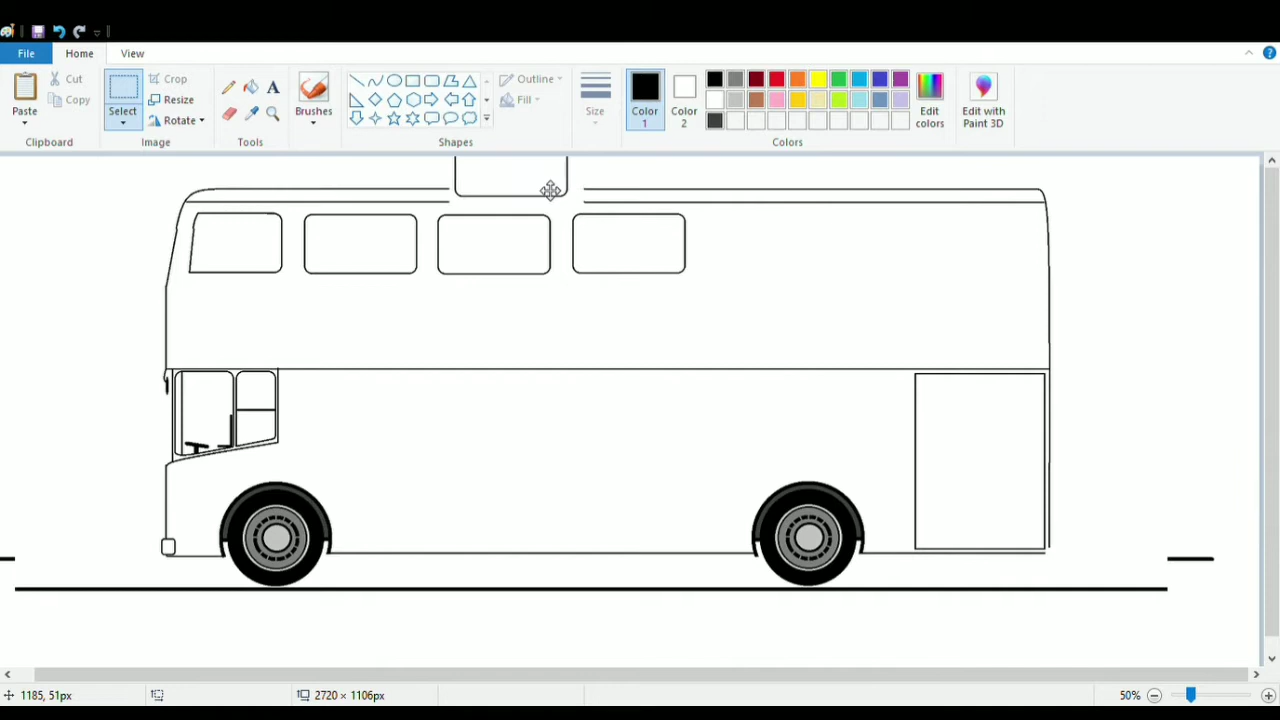 File Home View
Paste
Cut
Copy
Clipboard
Select
Crop
Resize
Rotate
Image
A
Tools
Brushes
Outline
Fill
Shapes
Size
Color 1
Color 2
Edit colors
Colors
Edit with Paint 3D
1185, 51px
2720 × 1106px
50%